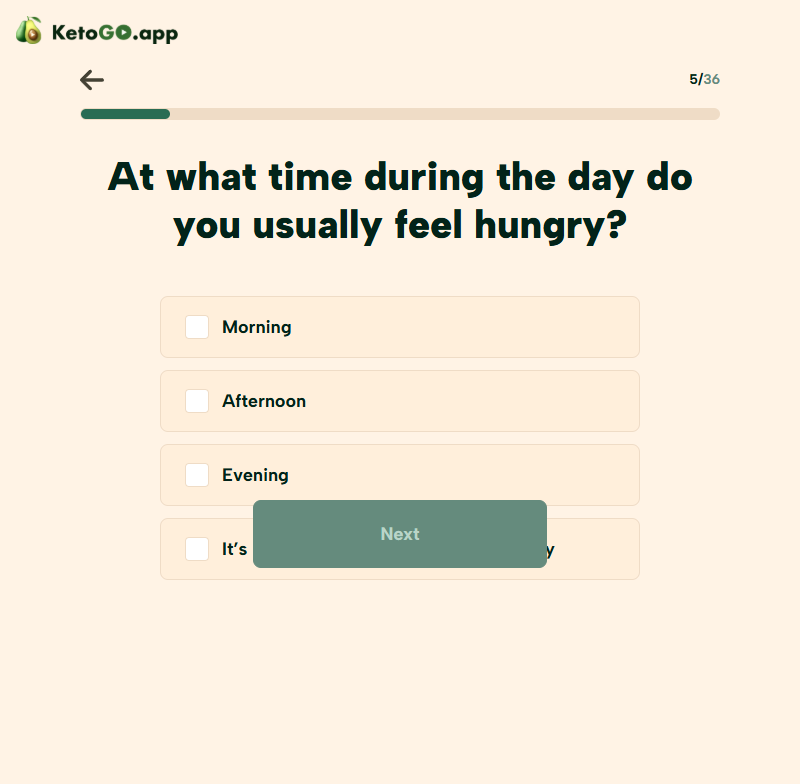 KetoGO.app
5/36
At what time during the day do
you usually feel hungry?
Morning
Afternoon
Evening
It’s
Next